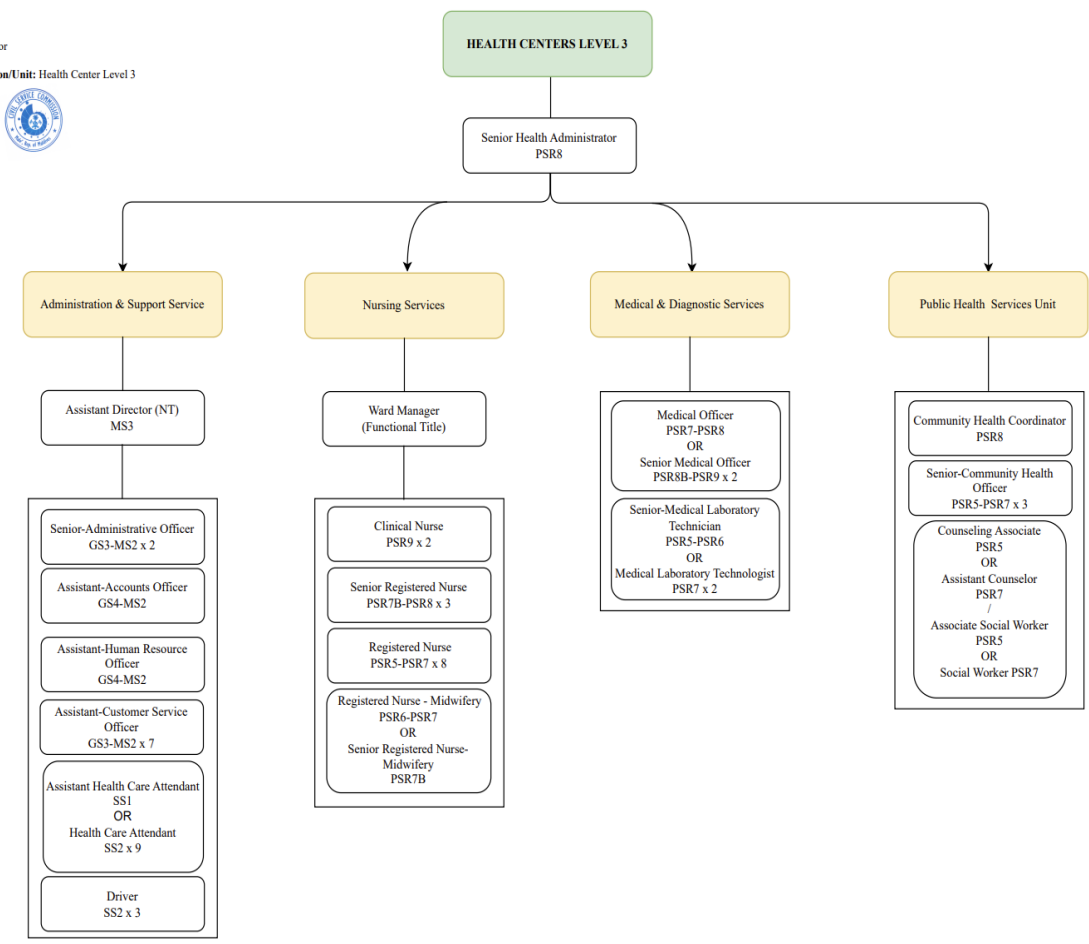 HEALTH CENTERS LEVEL 3
or
on/Unit: Health Center Level 3
CIVIL SERVICE COMMISSION
Male', Rep of Maldives
Senior Health Administrator
PSR8
Administration & Support Service
Assistant Director (NT)
MS3
Senior-Administrative Officer
GS3-MS2 x 2
Assistant-Accounts Officer
GS4-MS2
Assistant-Human Resource
Officer
GS4-MS2
Assistant-Customer Service
Officer
GS3-MS2 x 7
Assistant Health Care Attendant
SS1
OR
Health Care Attendant
SS2 x 9
Driver
SS2 x 3
Nursing Services
Ward Manager
(Functional Title)
Clinical Nurse
PSR9 x 2
Senior Registered Nurse
PSR7B-PSR8 x 3
Registered Nurse
PSR5-PSR7 x 8
Registered Nurse - Midwifery
PSR6-PSR7
OR
Senior Registered Nurse-
Midwifery
PSR7B
Medical & Diagnostic Services
Medical Officer
PSR7-PSR8
OR
Senior Medical Officer
PSR8B-PSR9 x 2
Senior-Medical Laboratory
Technician
PSR5-PSR6
OR
Medical Laboratory Technologist
PSR7 x 2
Public Health Services Unit
Community Health Coordinator
PSR8
Senior-Community Health
Officer
PSR5-PSR7 x 3
Counseling Associate
PSR5
OR
Assistant Counselor
PSR7
/
Associate Social Worker
PSR5
OR
Social Worker PSR7